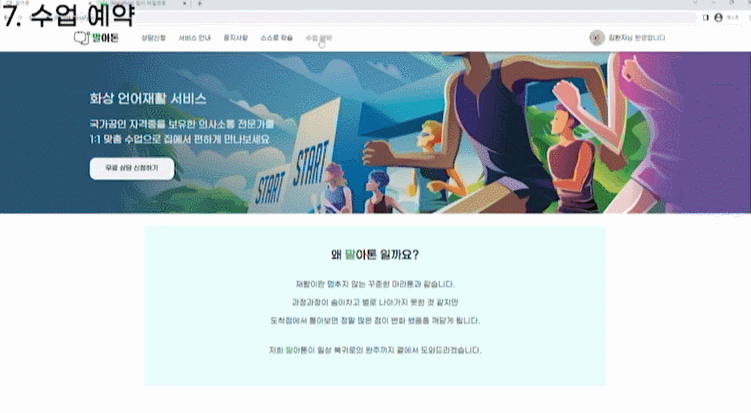 7. 수업 예약
말아톤
상담신청 서비스 안내 공지사항 스스로 학습 수업 예약
김환자님 환영합니다
화상 언어재활 서비스
국가공인 자격증을 보유한 의사소통 전문가를
1:1 맞춤 수업으로 집에서 편하게 만나보세요
무료 상담 신청하기
START
START
왜 말아톤 일까요?
재활이란 멈추지 않는 꾸준한 마라톤과 같습니다.
과정과정이 숨이차고 별로 나아가지 못한 것 같지만
도착점에서 돌아보면 정말 많은 점이 변화 됐음을 깨닫게 됩니다.
저희 말아톤이 일상 복귀로의 완주까지 곁에서 도와드리겠습니다.